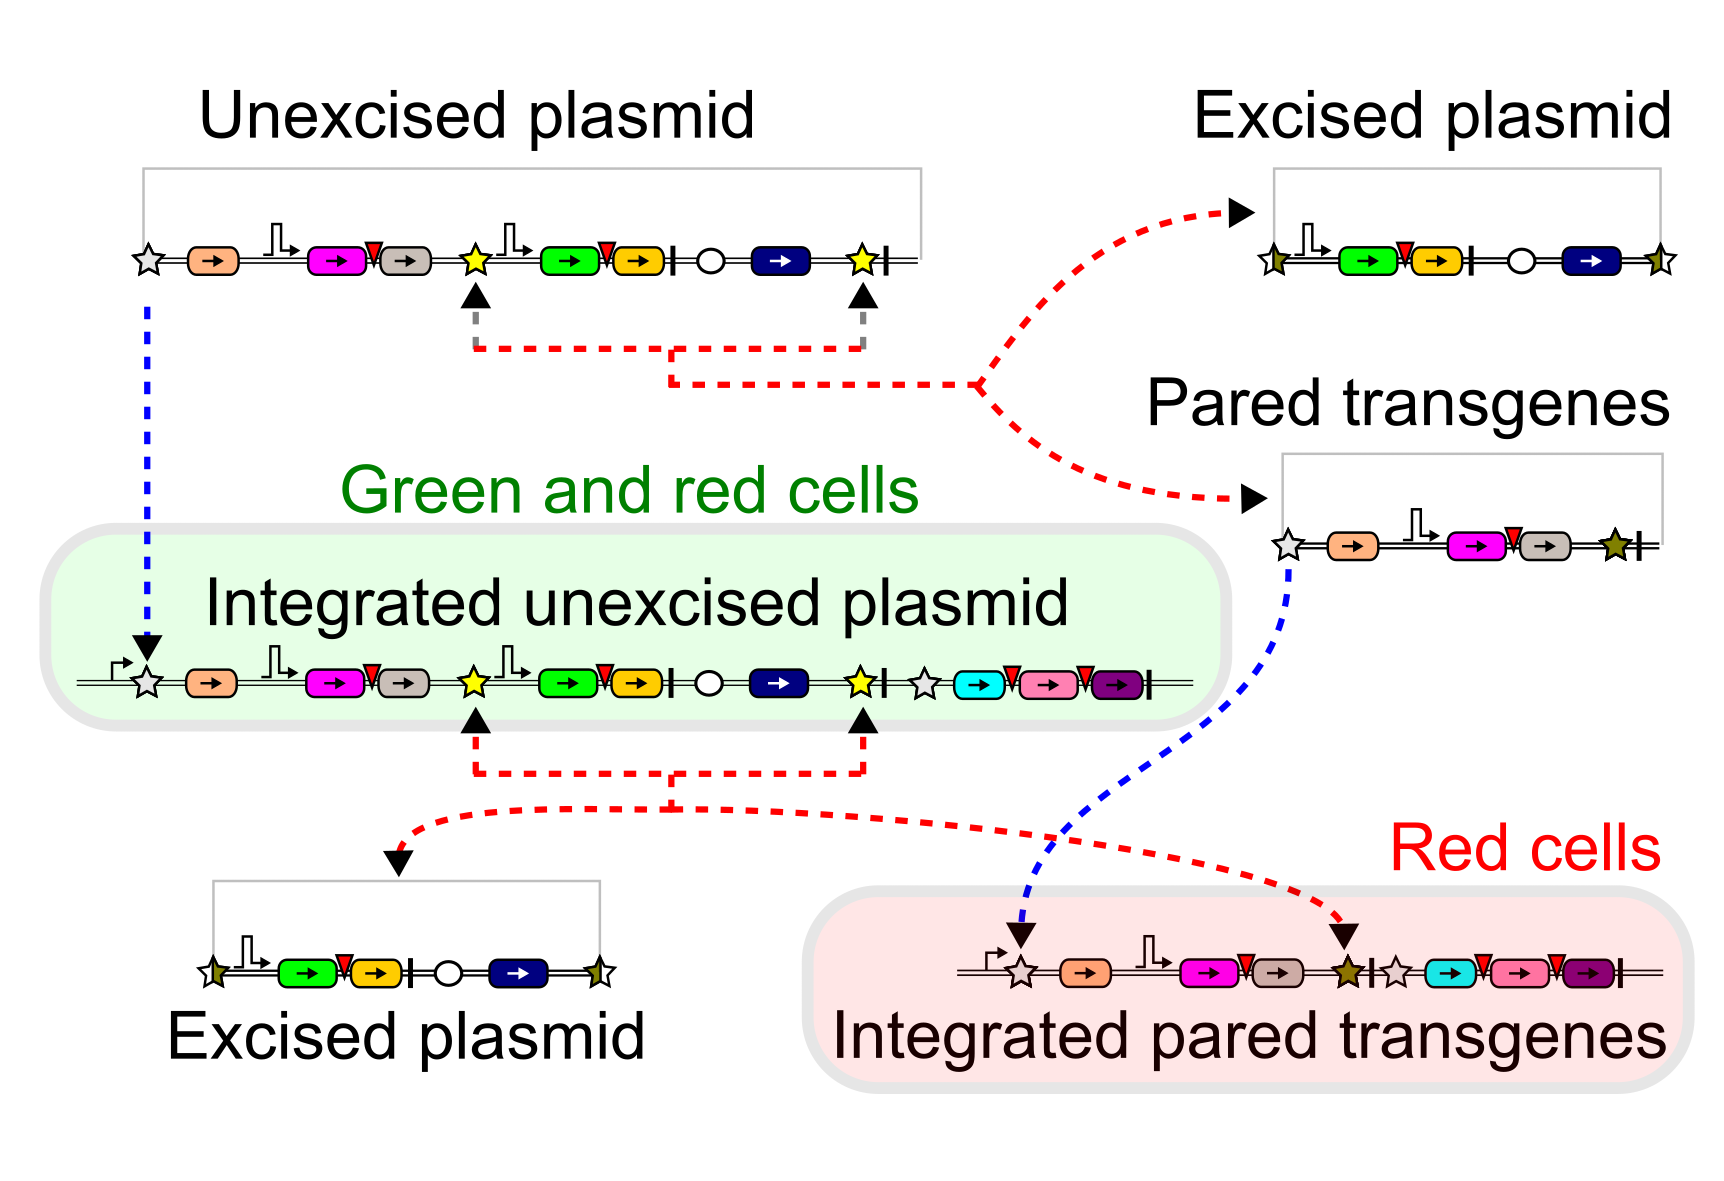 Unexcised plasmid
Excised plasmid
Pared transgenes
Green and red cells
Integrated unexcised plasmid
Red cells
Excised plasmid
Integrated pared transgenes